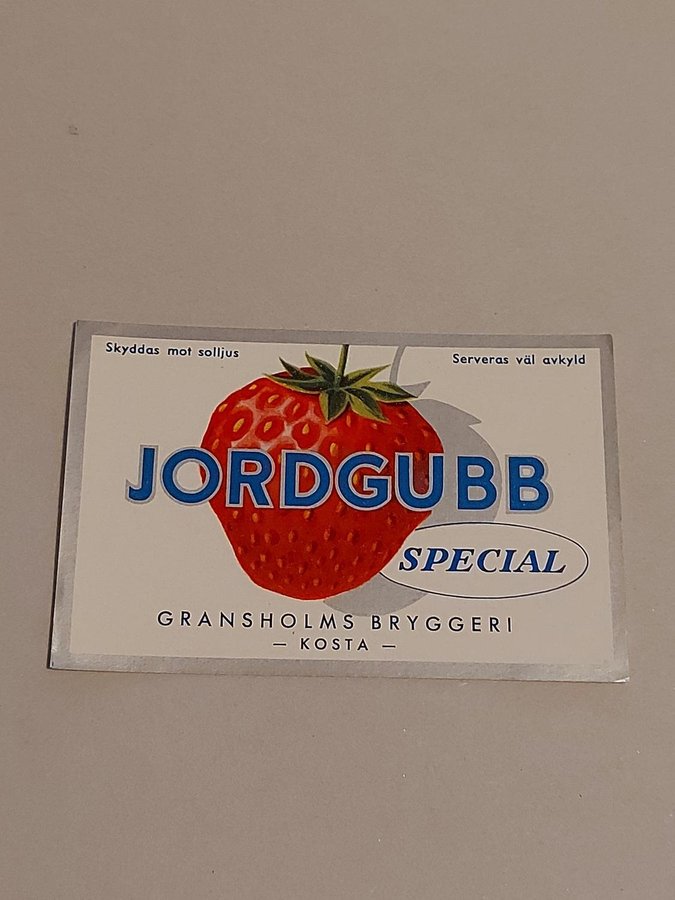 Skyddas mot solljus
Serveras väl avkyld
JORDGUBB
SPECIAL
GRANSHOLMS BRYGGERI
— KOSTA —